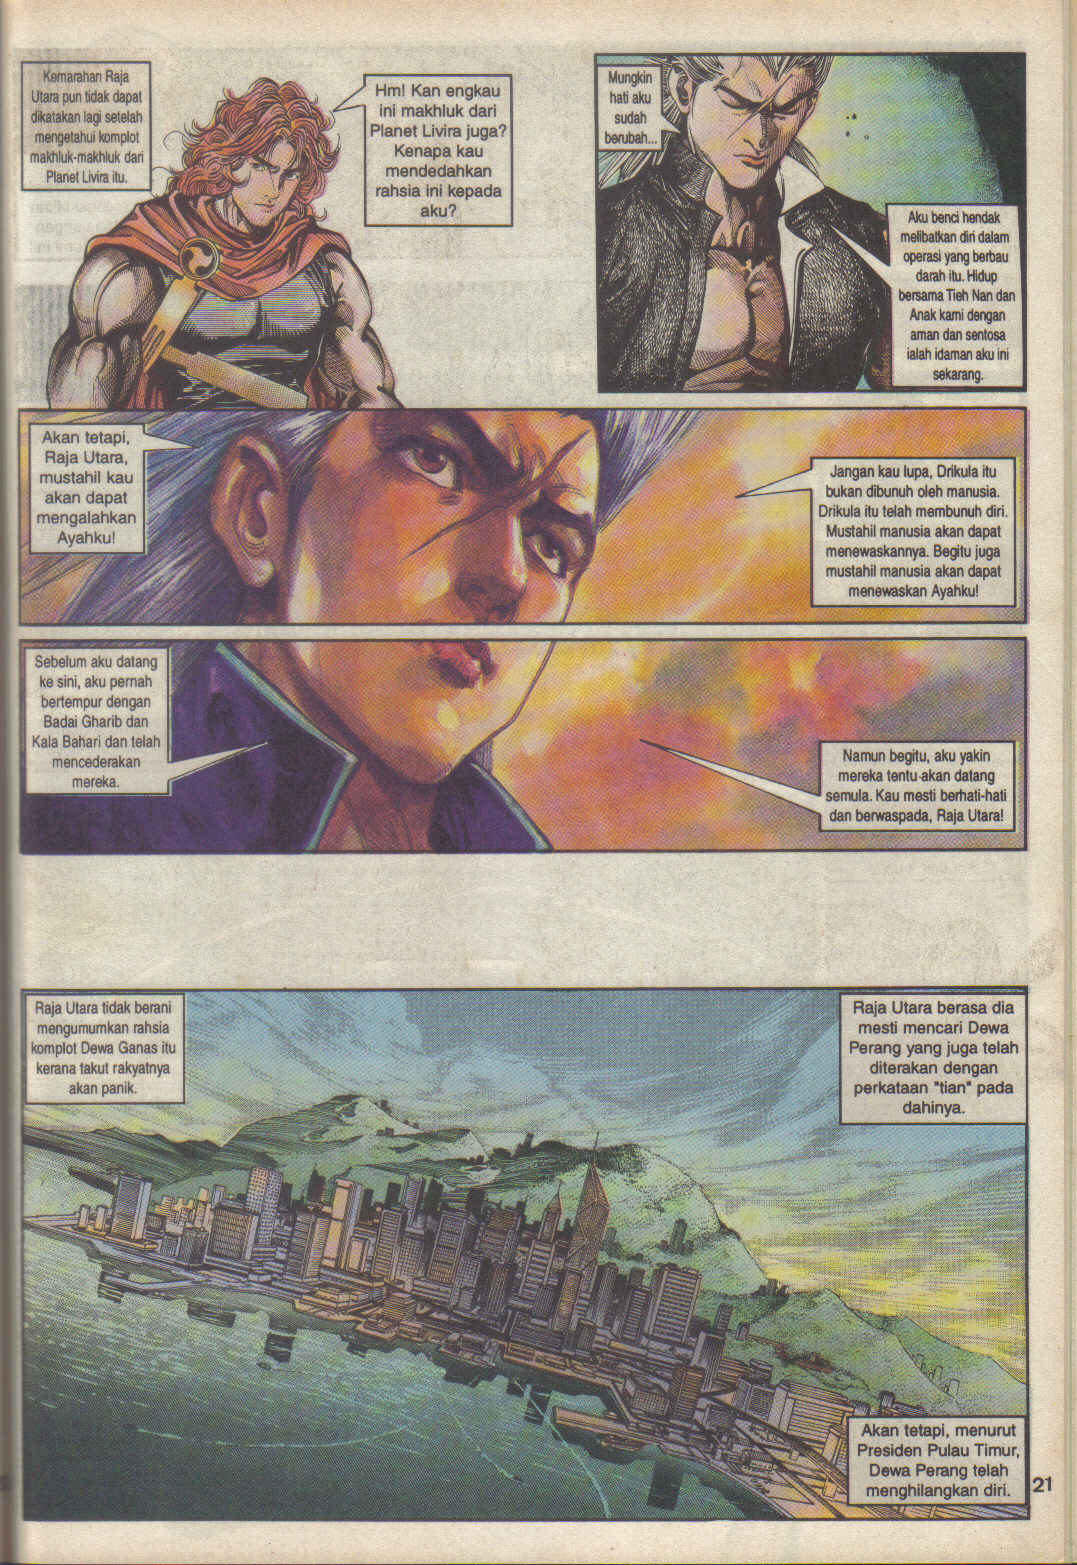 Kemarahan Raja
Utara pun tidak dapat
dikatakan lagi setelah
mengetahui komplot
makhluk-makhluk dari
Planet Livira itu.
Hm! Kan engkau
ini makhluk dari
Planet Livira juga?
Kenapa kau
mendedahkan
rahsia ini kepada
aku?
Mungkin
hati aku
sudah
berubah...
Aku benci hendak
melibatkan diri dalam
operasi yang berbau
darah itu. Hidup
bersama Tieh Nan dan
Anak kami dengan
aman dan sentosa
ialah idaman aku ini
sekarang.
Akan tetapi,
Raja Utara,
mustahil kau
akan dapat
mengalahkan
Ayahku!
Jangan kau lupa, Drikula itu
bukan dibunuh oleh manusia.
Drikula itu telah membunuh diri.
Mustahil manusia akan dapat
menewaskannya. Begitu juga
mustahil manusia akan dapat
menewaskan Ayahku!
Sebelum aku datang
ke sini, aku pernah
bertempur dengan
Badai Gharib dan
Kala Bahari dan telah
mencederakan
mereka.
Namun begitu, aku yakin
mereka tentu akan datang
semula. Kau mesti berhati-hati
dan berwaspada, Raja Utara!
Raja Utara tidak berani
mengumumkan rahsia
komplot Dewa Ganas itu
kerana takut rakyatnya
akan panik.
Raja Utara berasa dia
mesti mencari Dewa
Perang yang juga telah
diterakan dengan
perkataan "tian" pada
dahinya.
Akan tetapi, menurut
Presiden Pulau Timur,
Dewa Perang telah
menghilangkan diri.
21